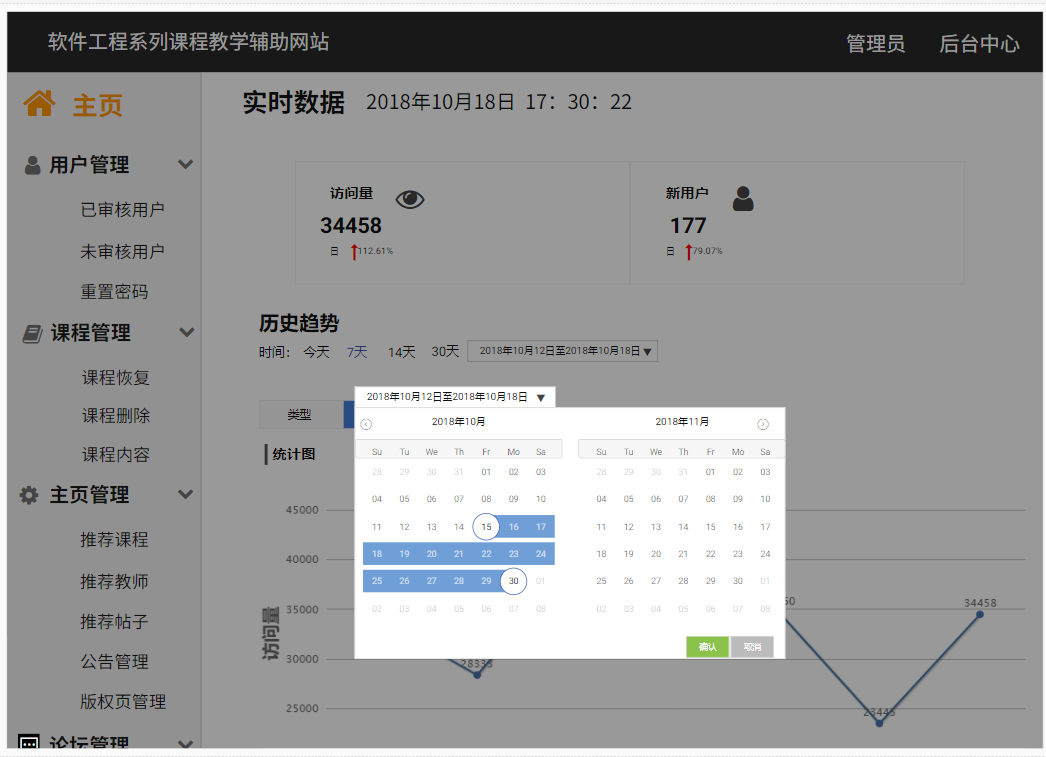 软件工程系列课程教学辅助网站 管理员 后台中心
主页
实时数据 2018年10月18日 17：30：22
用户管理
已审核用户
未审核用户
重置密码
访问量
34458
日 112.61%
新用户
177
日 79.07%
课程管理
课程恢复
课程删除
课程内容
历史趋势
时间： 今天 7天 14天 30天 2018年10月12日至2018年10月18日
类型
统计图
2018年10月12日至2018年10月18日
2018年10月
Su Tu We Th Fr Mo Sa
28 29 30 31 01 02 03
04 05 06 07 08 09 10
11 12 13 14 15 16 17
18 19 20 21 22 23 24
25 26 27 28 29 30 01
02 03 04 05 06 07 08
2018年11月
Su Tu We Th Fr Mo Sa
28 29 30 31 01 02 03
04 05 06 07 08 09 10
11 12 13 14 15 16 17
18 19 20 21 22 23 24
25 26 27 28 29 30 01
02 03 04 05 06 07 08
确认 取消
主页管理
推荐课程
推荐教师
推荐帖子
公告管理
版权页管理
论坛管理
45000
40000
35000
30000
25000
访问量
34458
23445